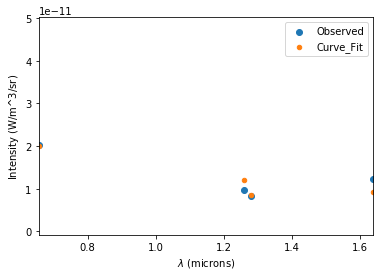 1e−11
5
Observed
Curve_Fit
4
3
2
1
0
0.8 1.0 1.2 1.4 1.6
Intensity (W/m^3/sr)
λ (microns)